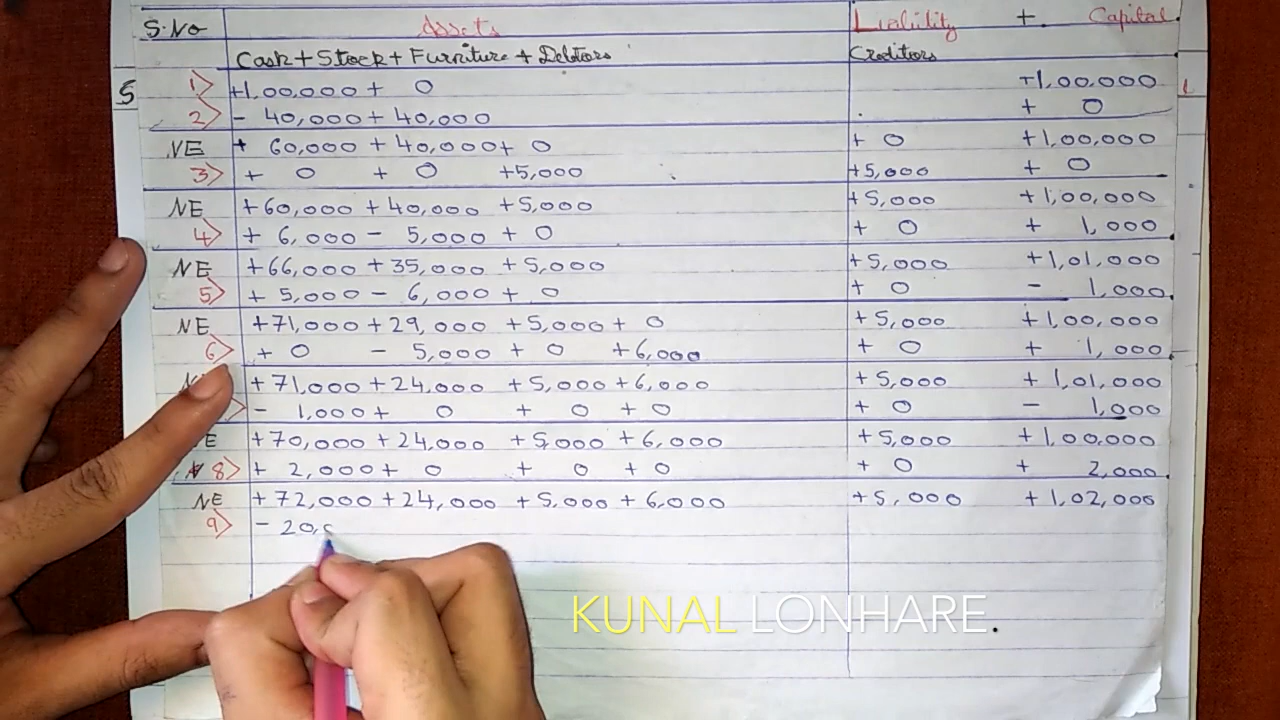 S.No Assets Liability + Capital
Cash + Stock + Furniture + Debtors Creditors
5 1> +1,00,000 + 0 +1,00,000 1
2> - 40,000 + 40,000 + 0
NE + 60,000 + 40,000 + 0 + 0 +1,00,000
3> + 0 + 0 +5,000 +5,000 + 0
NE +60,000 + 40,000 +5,000 +5,000 +1,00,000
4> + 6,000 - 5,000 + 0 + 0 + 1,000
NE +66,000 + 35,000 + 5,000 +5,000 +1,01,000
5> + 5,000 - 6,000 + 0 + 0 - 1,000
NE +71,000 + 29,000 +5,000 + 0 +5,000 +1,00,000
6> + 0 - 5,000 + 0 +6,000 + 0 + 1,000
+71,000 + 24,000 +5,000 +6,000 +5,000 + 1,01,000
- 1,000 + 0 + 0 + 0 + 0 - 1,000
E +70,000 + 24,000 +5,000 +6,000 +5,000 +1,00,000
8> + 2,000 + 0 + 0 + 0 + 0 + 2,000
NE +72,000 + 24,000 +5,000 + 6,000 +5,000 +1,02,000
9> - 20,
KUNAL LONHARE.